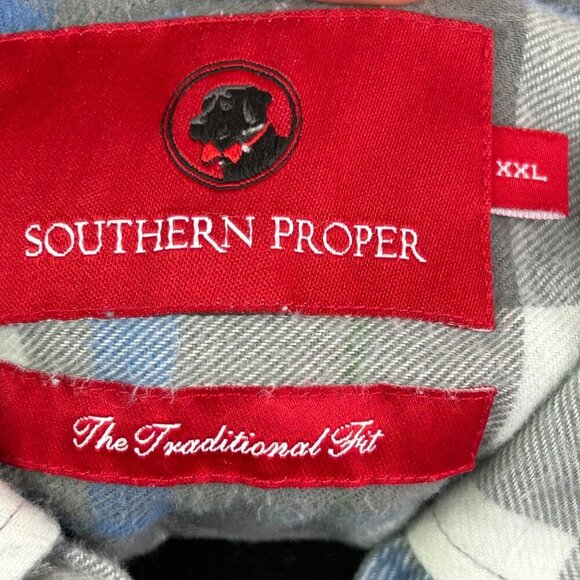 SOUTHERN PROPER
XXL
The Traditional Fit